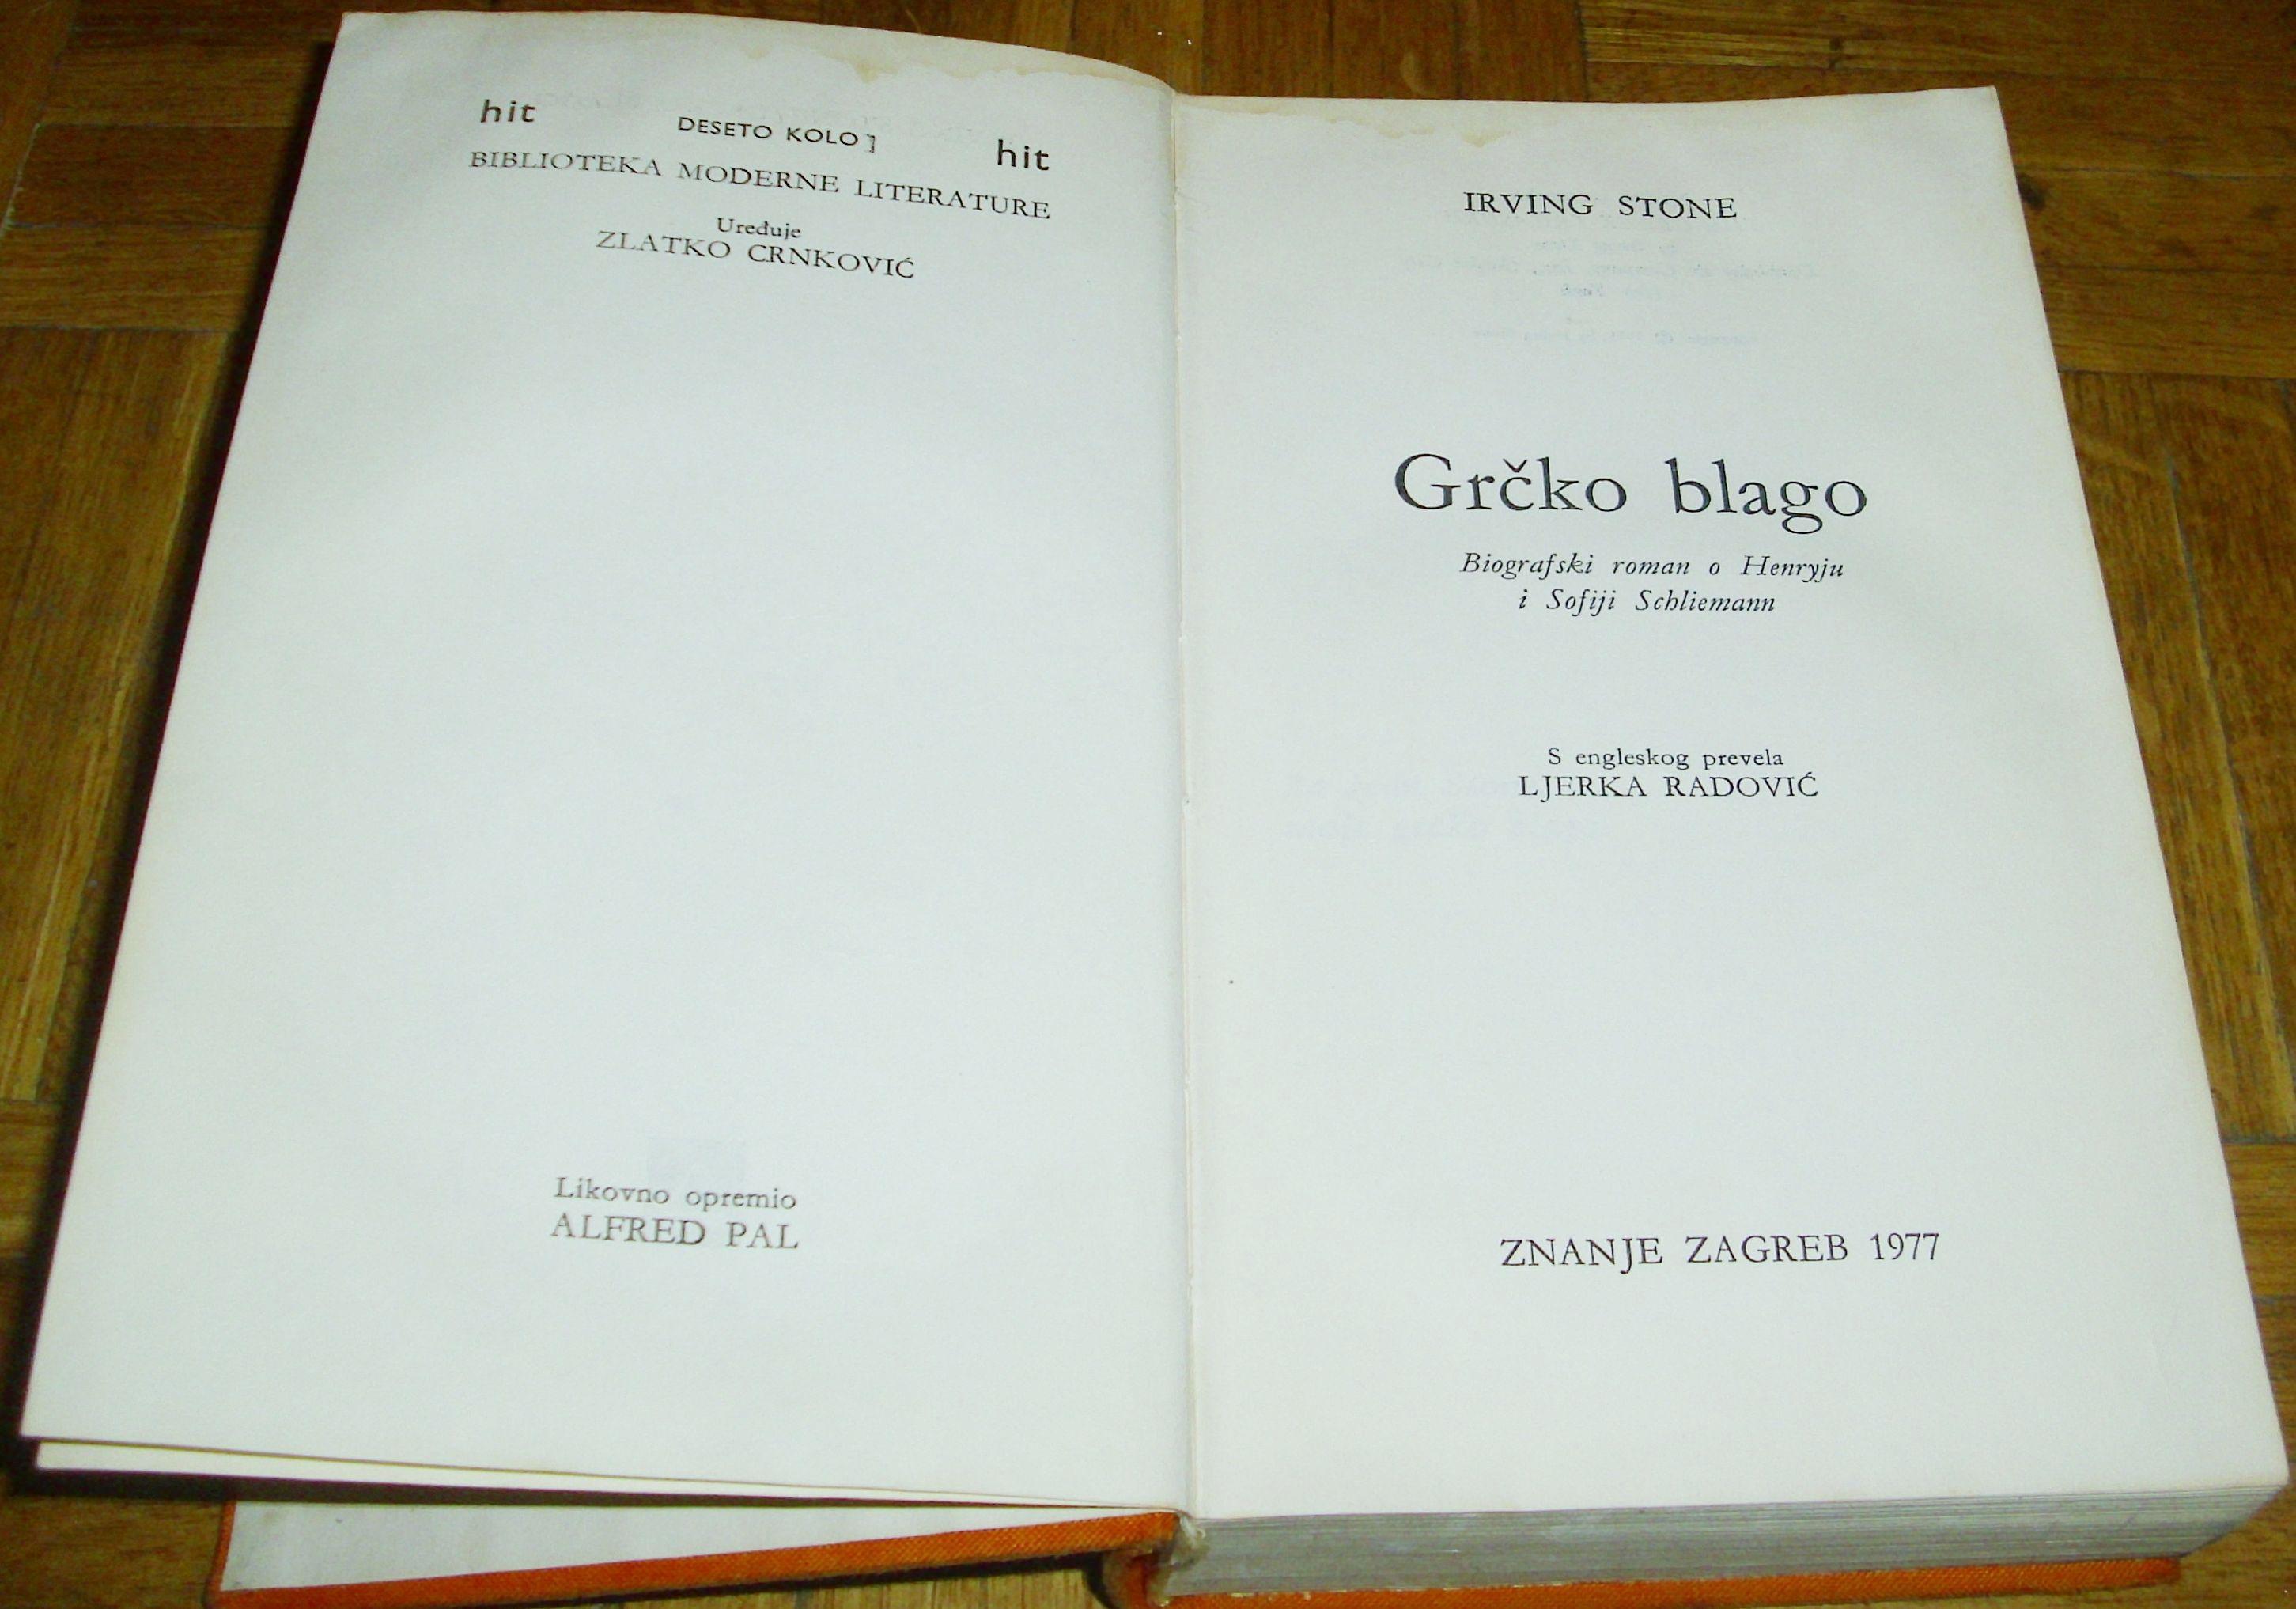 hit DESETO KOLO hit
BIBLIOTEKA MODERNE LITERATURE
Uređuje
ZLATKO CRNKOVIĆ
Likovno opremio
ALFRED PAL
IRVING STONE
Grčko blago
Biografski roman o Henryju
i Sofiji Schliemann
S engleskog prevela
LJERKA RADOVIĆ
ZNANJE ZAGREB 1977